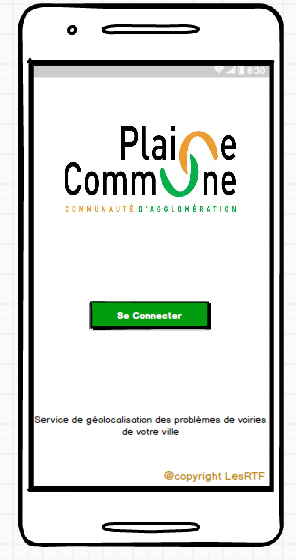 8:30
Plaine
Commune
COMMUNAUTÉ D'AGGLOMÉRATION
Se Connecter
Service de géolocalisation des problèmes de voiries
de votre ville
@copyright LesRTF